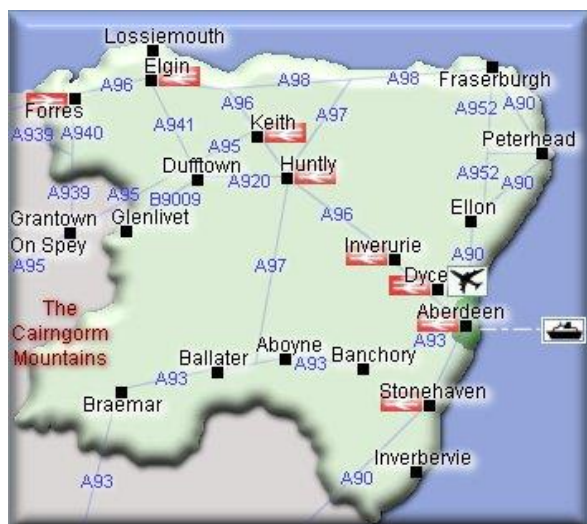 Lossiemouth
Elgin
A96
A98
A98
Fraserburgh
Forres
A96
A97
A952
A90
A939
A940
A941
Keith
A95
Peterhead
Dufftown
A920
Huntly
A952
A939
A95
B9009
A90
Grantown
On Spey
Glenlivet
Ellon
A96
A95
A97
Inverurie
A90
Dyce
The
Cairngorm
Mountains
Aberdeen
A93
Aboyne
Ballater
A93
Banchory
A93
Braemar
Stonehaven
A93
A90
Inverbervie